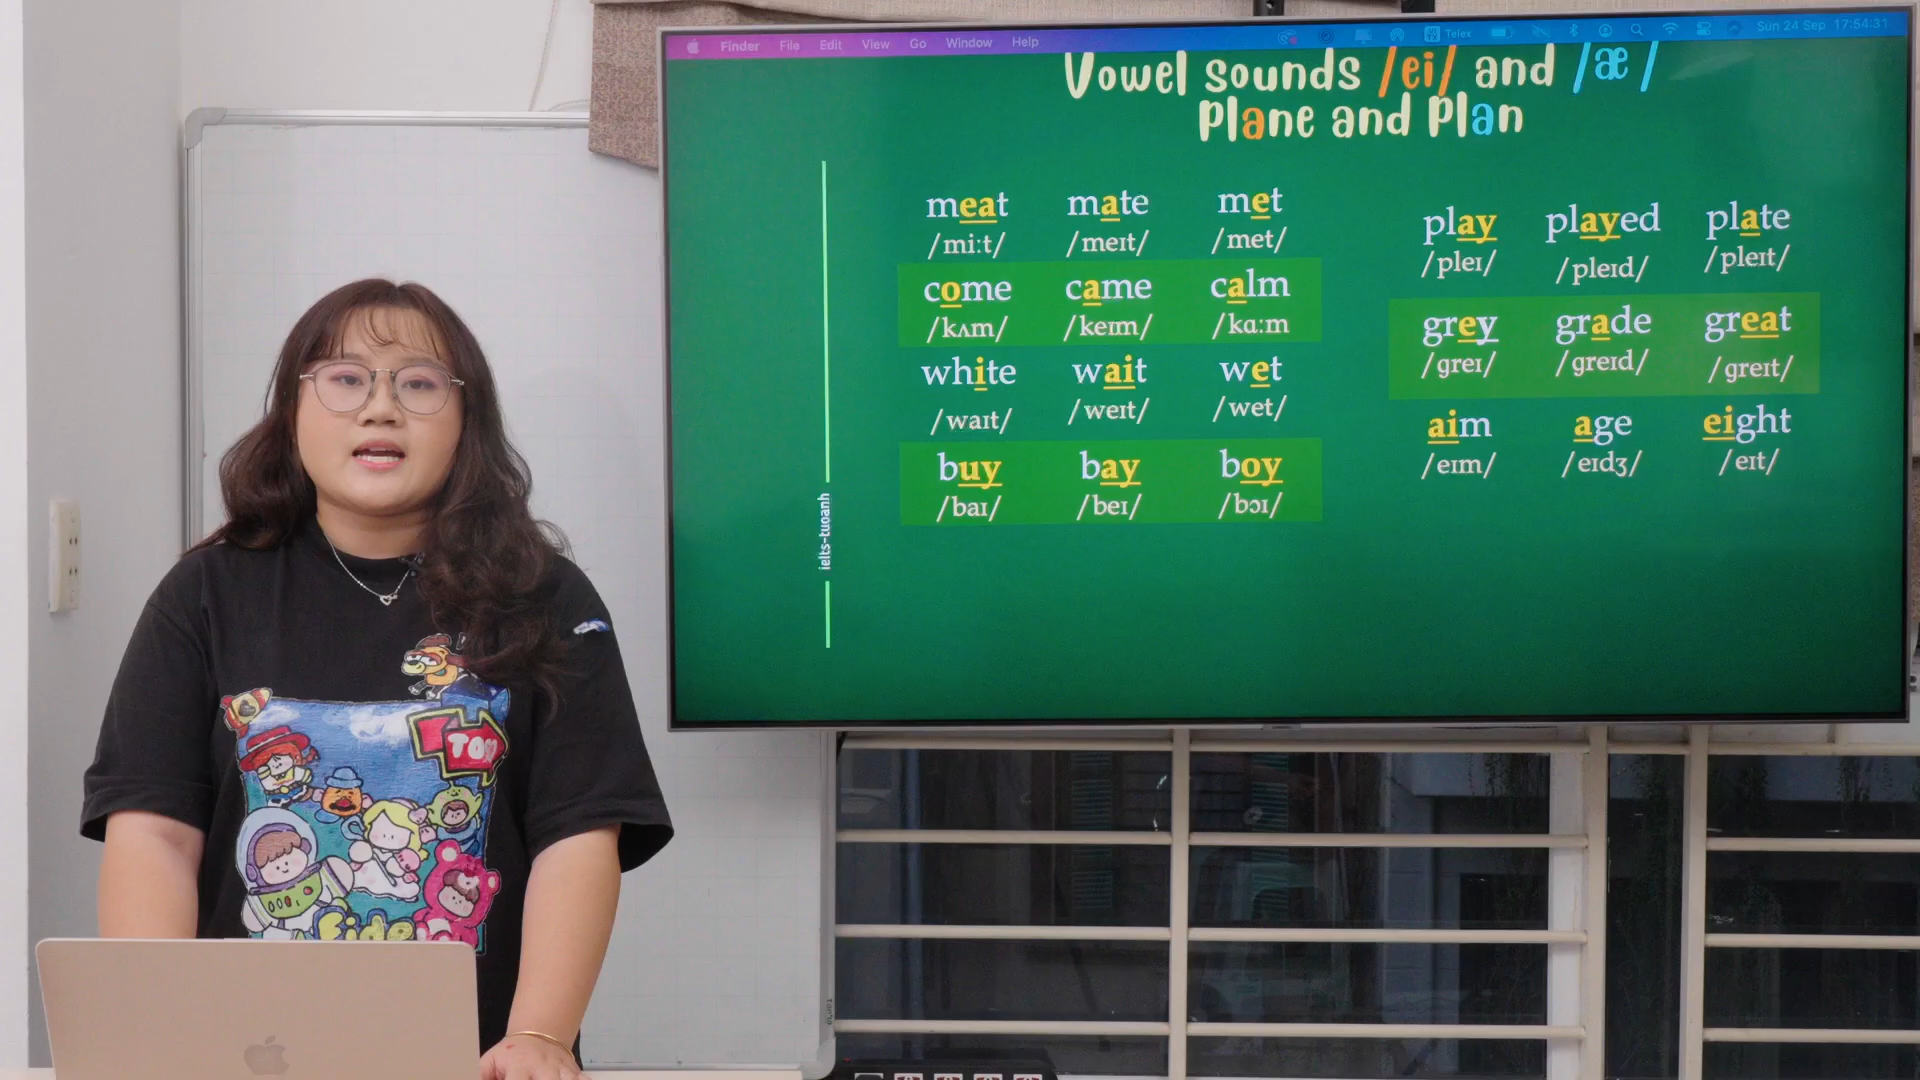 Finder File Edit View Go Window Help Telex Sun 24 Sep 17:54:31
Vowel sounds /ei/ and /æ/
Plane and Plan
meat mate met
/miːt/ /meɪt/ /met/
come came calm
/kʌm/ /keɪm/ /kɑːm
white wait wet
/waɪt/ /weɪt/ /wet/
buy bay boy
/baɪ/ /beɪ/ /bɔɪ/
play played plate
/pleɪ/ /pleɪd/ /pleɪt/
grey grade great
/greɪ/ /greɪd/ /greɪt/
aim age eight
/eɪm/ /eɪdʒ/ /eɪt/
ielts-tuoanh